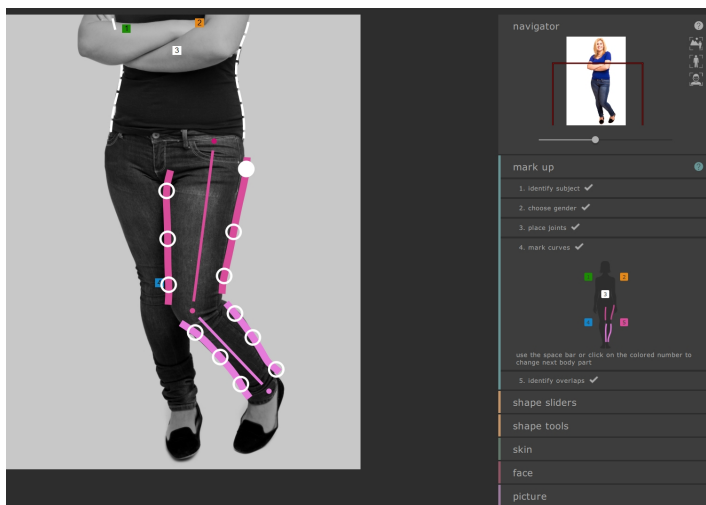 1
2
3
navigator
?
mark up
?
1. identify subject
2. choose gender
3. place joints
4. mark curves
1
2
3
4
5
use the space bar or click on the colored number to
change next body part
5. identify overlaps
shape sliders
shape tools
skin
face
picture